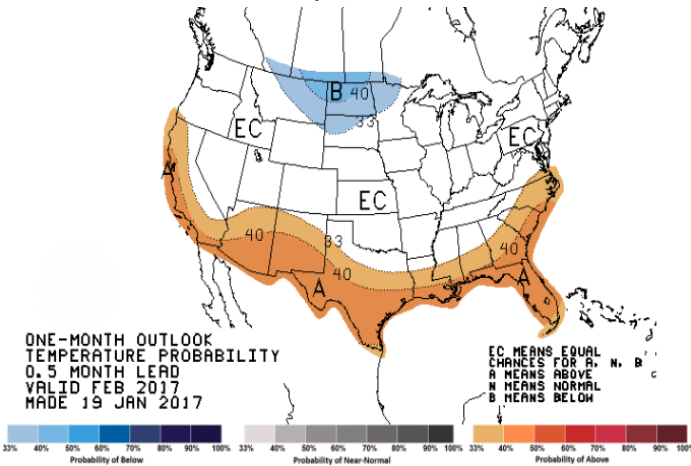 B 40
33
EC
EC
A
EC
40
33
40
40
A
A
ONE-MONTH OUTLOOK
TEMPERATURE PROBABILITY
0.5 MONTH LEAD
VALID FEB 2017
MADE 19 JAN 2017
EC MEANS EQUAL
CHANCES FOR A, N, B
A MEANS ABOVE
N MEANS NORMAL
B MEANS BELOW
33% 40% 50% 60% 70% 80% 90% 100%
Probability of Below
33% 40% 50% 60% 70% 80% 90% 100%
Probability of Near-Normal
33% 40% 50% 60% 70% 80% 90% 100%
Probability of Above